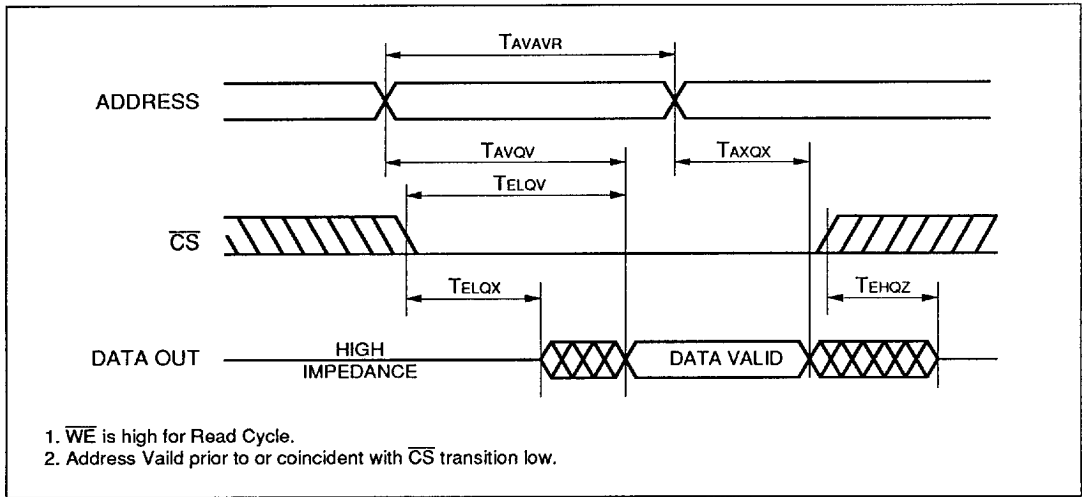 TAVAVR
ADDRESS
TAVQV
TAXQX
TELQV
CS
TELQX
TEHQZ
DATA OUT
HIGH
IMPEDANCE
DATA VALID
1. WE is high for Read Cycle.
2. Address Vaild prior to or coincident with CS transition low.